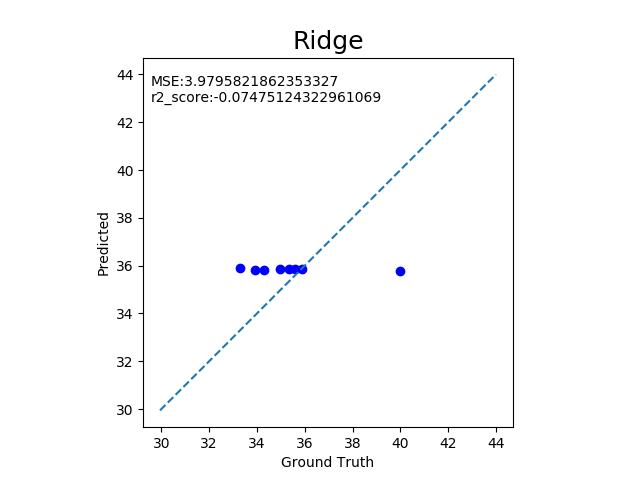 Ridge
MSE:3.9795821862353327
r2_score:-0.07475124322961069
44
42
40
38
36
34
32
30
Predicted
30 32 34 36 38 40 42 44
Ground Truth